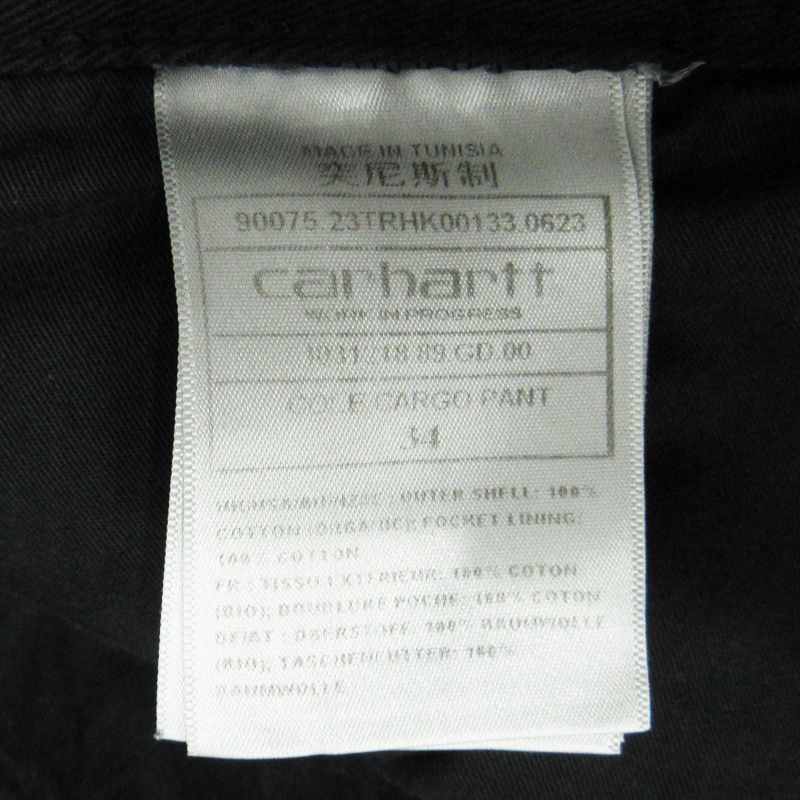 MADE IN TUNISIA
突尼斯制
90075.23TRHK00133.0623
carhartt
WORK IN PROGRESS
89 GD 00
COLE CARGO PANT
34
OUTER SHELL: 100%
COTTON POCKET LINING:
100% COTTON
FR : TISSU EXTERIEUR: 100% COTON
(BIO); DOUBLURE POCHE: 100% COTON
DE/AT : OBERSTOFF: 100% BAUMWOLLE
(BIO); TASCHENFUTTER: 100%
BAUMWOLLE